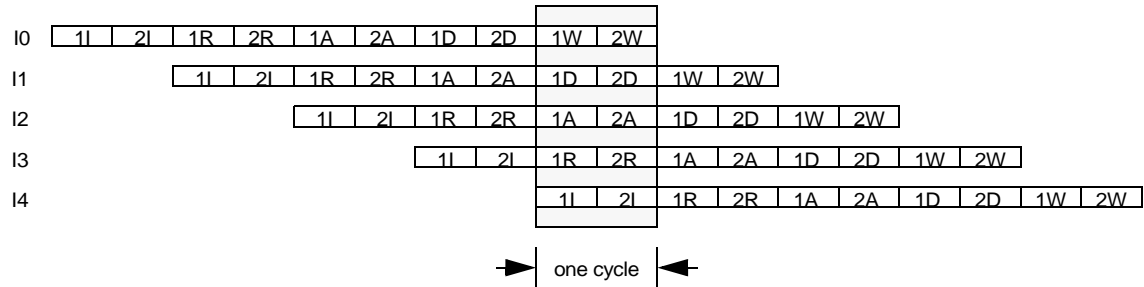 I0 1I 2I 1R 2R 1A 2A 1D 2D 1W 2W
I1 1I 2I 1R 2R 1A 2A 1D 2D 1W 2W
I2 1I 2I 1R 2R 1A 2A 1D 2D 1W 2W
I3 1I 2I 1R 2R 1A 2A 1D 2D 1W 2W
I4 1I 2I 1R 2R 1A 2A 1D 2D 1W 2W
one cycle